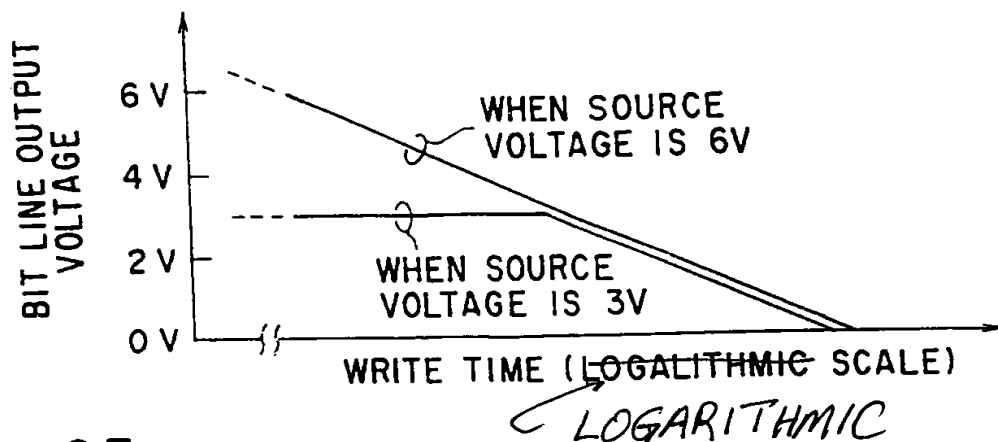 BIT LINE OUTPUT
VOLTAGE
6 V
4 V
2 V
0 V
WHEN SOURCE
VOLTAGE IS 6V
WHEN SOURCE
VOLTAGE IS 3V
WRITE TIME (LOGALITHMIC SCALE)
LOGARITHMIC